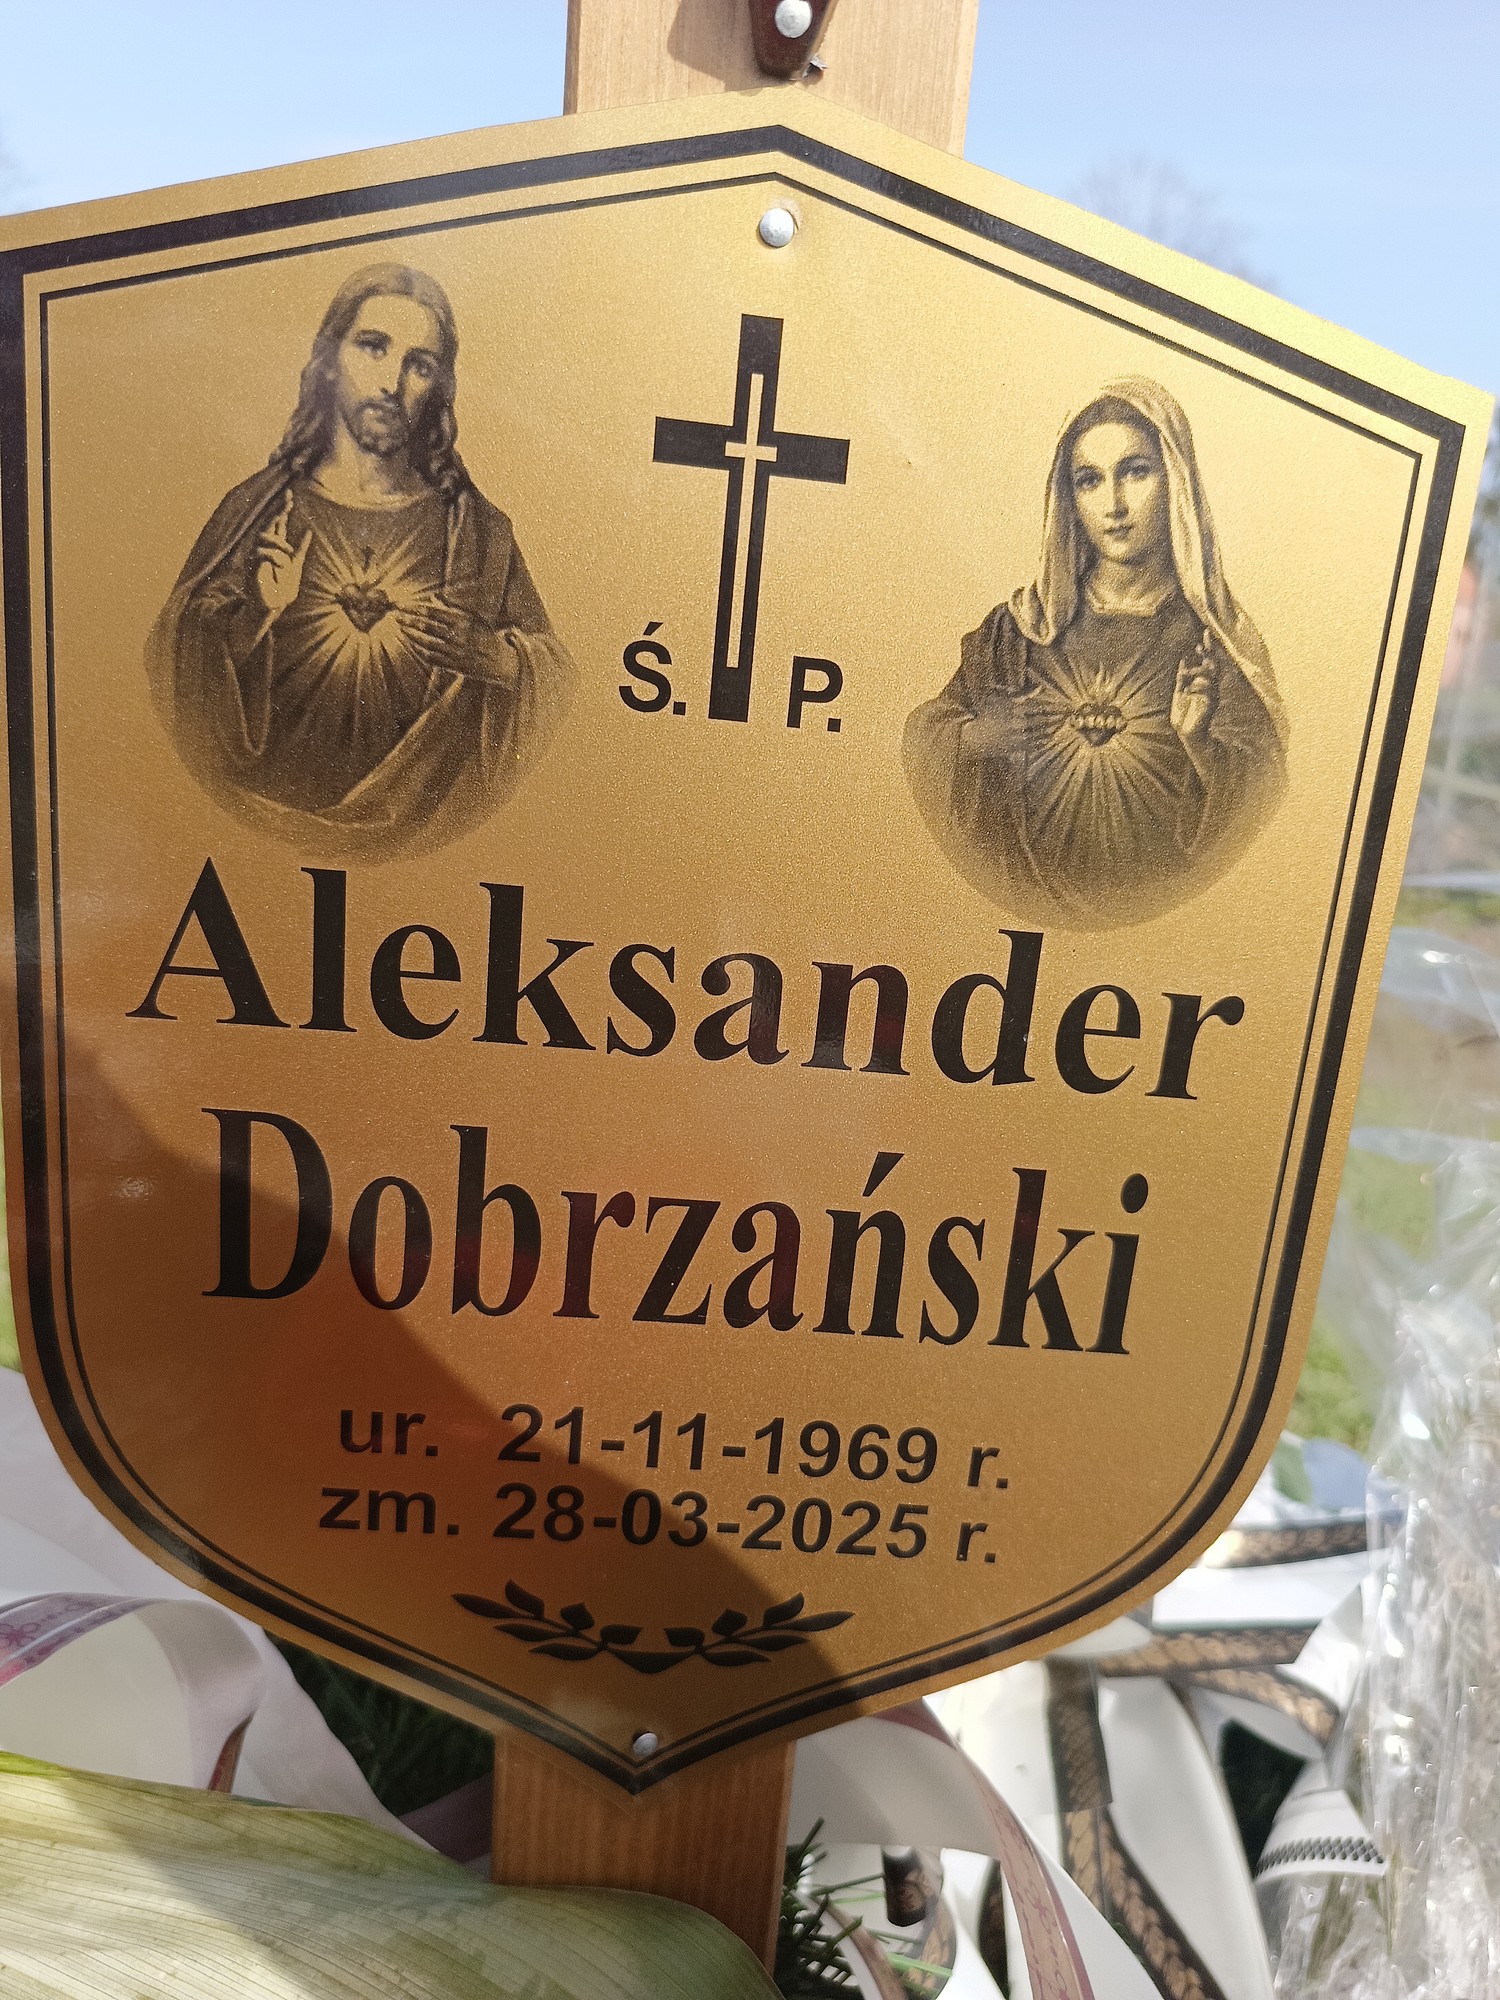 Ś. P.
Aleksander
Dobrzański
ur. 21-11-1969 r.
zm. 28-03-2025 r.